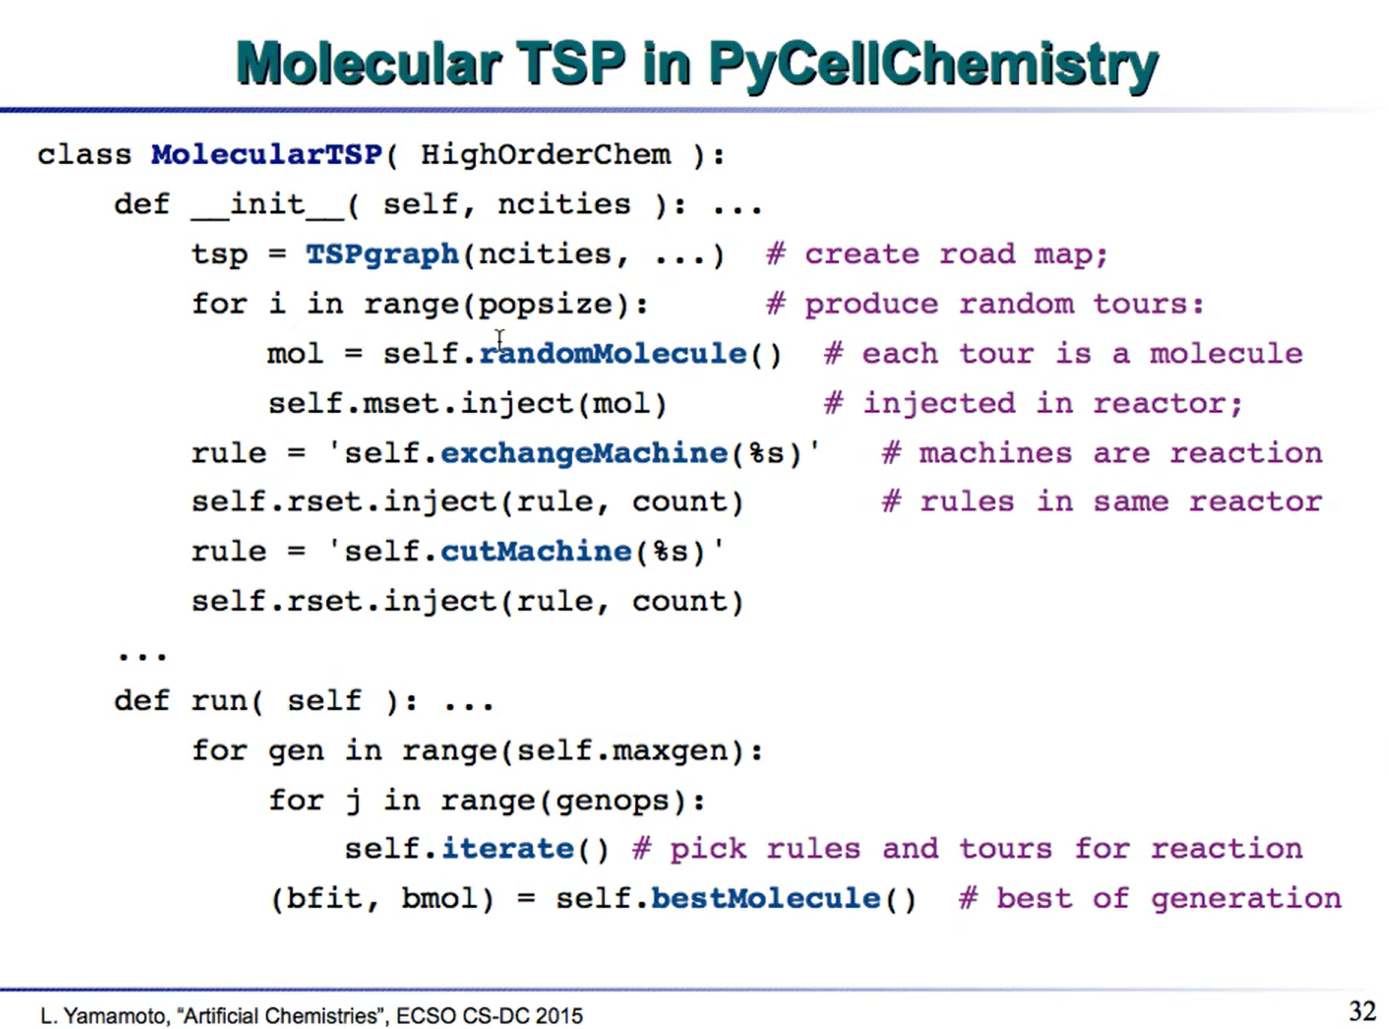 Molecular TSP in PyCellChemistry
class MolecularTSP( HighOrderChem ):
    def __init__( self, ncities ): ...
        tsp = TSPgraph(ncities, ...)  # create road map;
        for i in range(popsize):      # produce random tours:
            mol = self.randomMolecule()  # each tour is a molecule
            self.mset.inject(mol)        # injected in reactor;
        rule = 'self.exchangeMachine(%s)'   # machines are reaction
        self.rset.inject(rule, count)       # rules in same reactor
        rule = 'self.cutMachine(%s)'
        self.rset.inject(rule, count)
    ...
    def run( self ): ...
        for gen in range(self.maxgen):
            for j in range(genops):
                self.iterate() # pick rules and tours for reaction
            (bfit, bmol) = self.bestMolecule()  # best of generation
L. Yamamoto, “Artificial Chemistries”, ECSO CS-DC 2015
32